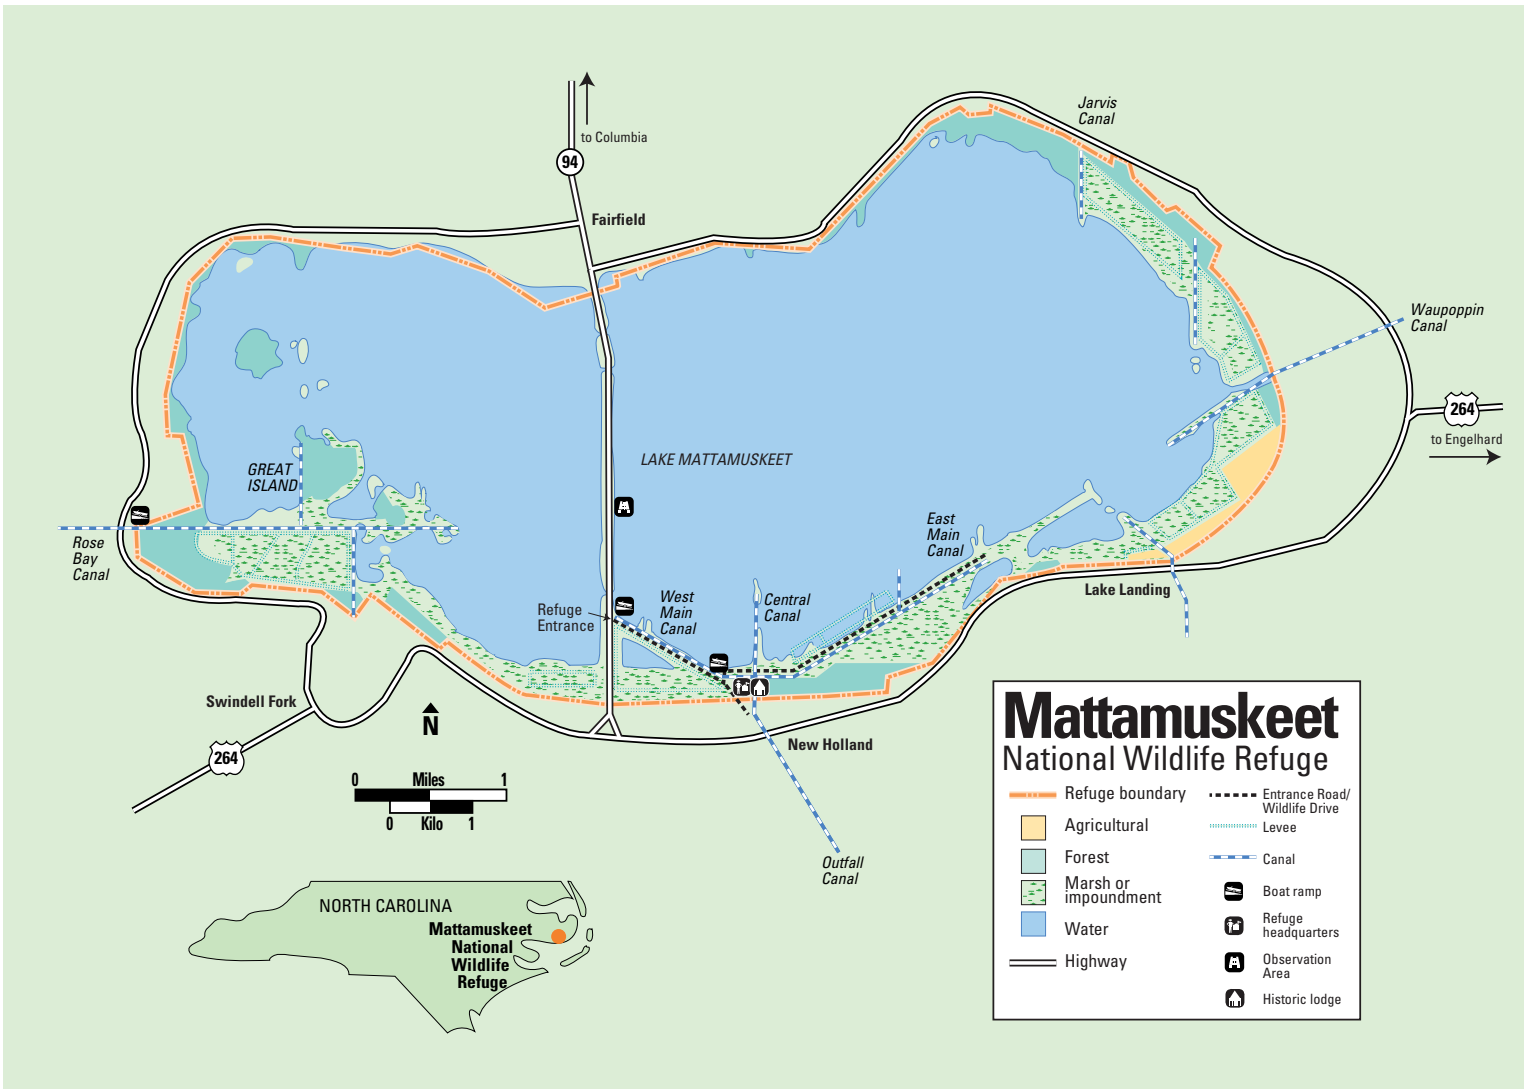 Jarvis
Canal
to Columbia
94
Fairfield
Waupoppin
Canal
264
to Engelhard
LAKE MATTAMUSKEET
GREAT
ISLAND
Rose
Bay
Canal
East
Main
Canal
West
Main
Canal
Central
Canal
Refuge
Entrance
Lake Landing
Swindell Fork
N
New Holland
264
0 Miles 1
0 Kilo 1
Outfall
Canal
NORTH CAROLINA
Mattamuskeet
National
Wildlife
Refuge
Mattamuskeet
National Wildlife Refuge
Refuge boundary
Agricultural
Forest
Marsh or
impoundment
Water
Highway
Entrance Road/
Wildlife Drive
Levee
Canal
Boat ramp
Refuge
headquarters
Observation
Area
Historic lodge